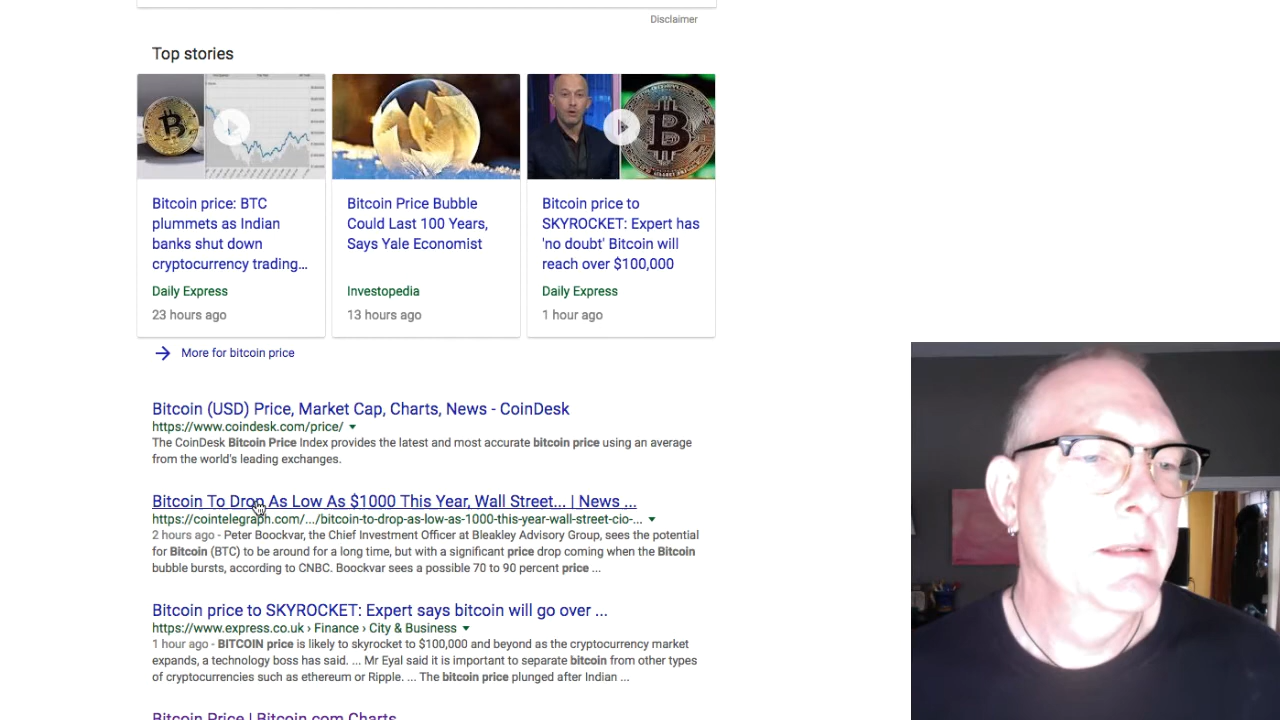 Disclaimer
Top stories
Bitcoin price: BTC
plummets as Indian
banks shut down
cryptocurrency trading...
Daily Express
23 hours ago
Bitcoin Price Bubble
Could Last 100 Years,
Says Yale Economist
Investopedia
13 hours ago
Bitcoin price to
SKYROCKET: Expert has
'no doubt' Bitcoin will
reach over $100,000
Daily Express
1 hour ago
More for bitcoin price
Bitcoin (USD) Price, Market Cap, Charts, News - CoinDesk
https://www.coindesk.com/price/
The CoinDesk Bitcoin Price Index provides the latest and most accurate bitcoin price using an average
from the world's leading exchanges.
Bitcoin To Drop As Low As $1000 This Year, Wall Street... | News ...
https://cointelegraph.com/.../bitcoin-to-drop-as-low-as-1000-this-year-wall-street-cio-...
2 hours ago - Peter Boockvar, the Chief Investment Officer at Bleakley Advisory Group, sees the potential
for Bitcoin (BTC) to be around for a long time, but with a significant price drop coming when the Bitcoin
bubble bursts, according to CNBC. Boockvar sees a possible 70 to 90 percent price ...
Bitcoin price to SKYROCKET: Expert says bitcoin will go over ...
https://www.express.co.uk › Finance › City & Business
1 hour ago - BITCOIN price is likely to skyrocket to $100,000 and beyond as the cryptocurrency market
expands, a technology boss has said. ... Mr Eyal said it is important to separate bitcoin from other types
of cryptocurrencies such as ethereum or Ripple. ... The bitcoin price plunged after Indian ...
Bitcoin Price | Bitcoin.com Charts